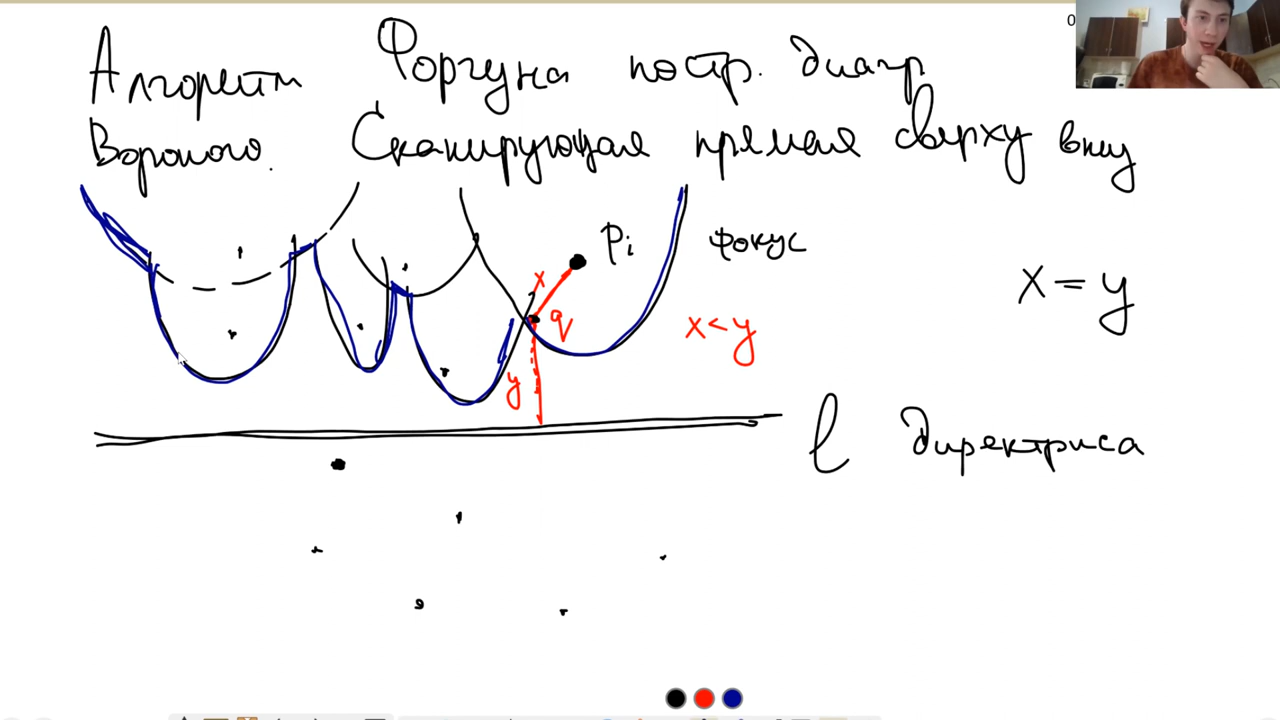 Алгоритм Форчуна постр. диагр
Вороного. Сканирующая прямая сверху вниз
Pi фокус
x = y
x
q
x < y
y
l директриса